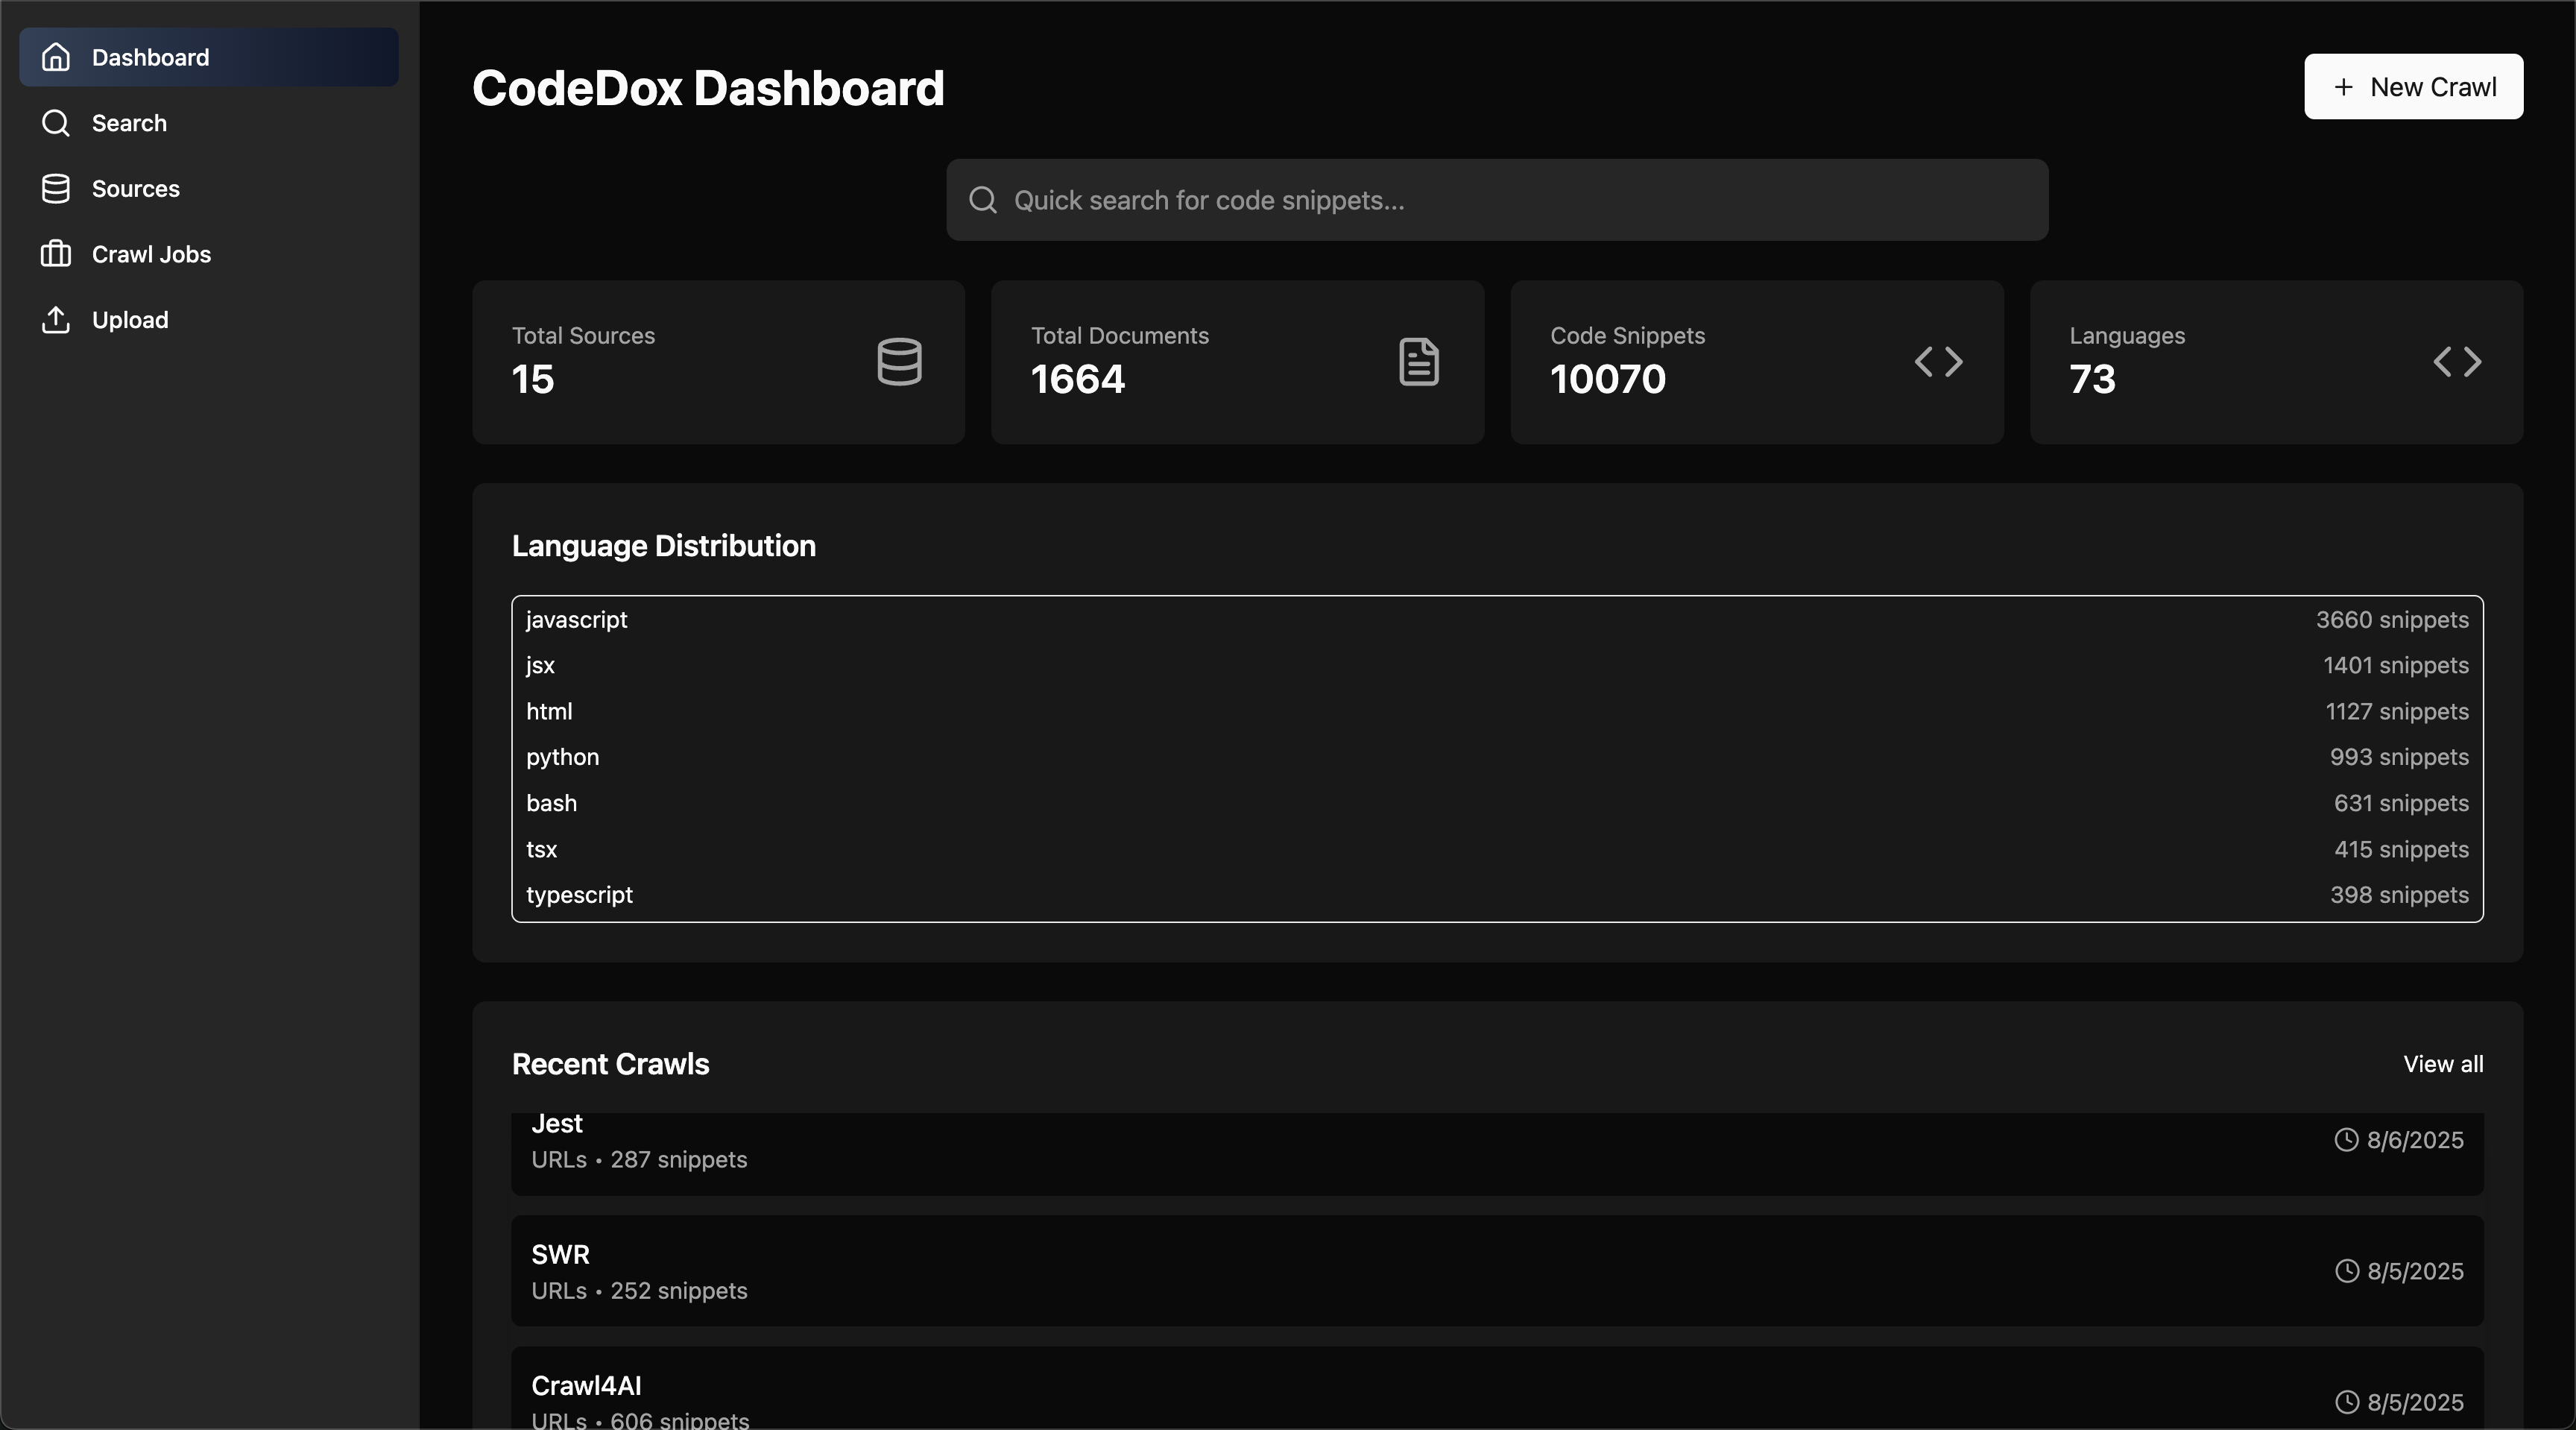 Dashboard
Search
Sources
Crawl Jobs
Upload
CodeDox Dashboard
+ New Crawl
Quick search for code snippets...
Total Sources
15
Total Documents
1664
Code Snippets
10070
Languages
73
Language Distribution
javascript 3660 snippets
jsx 1401 snippets
html 1127 snippets
python 993 snippets
bash 631 snippets
tsx 415 snippets
typescript 398 snippets
Recent Crawls View all
Jest
URLs • 287 snippets 8/6/2025
SWR
URLs • 252 snippets 8/5/2025
Crawl4AI
URLs • 606 snippets 8/5/2025